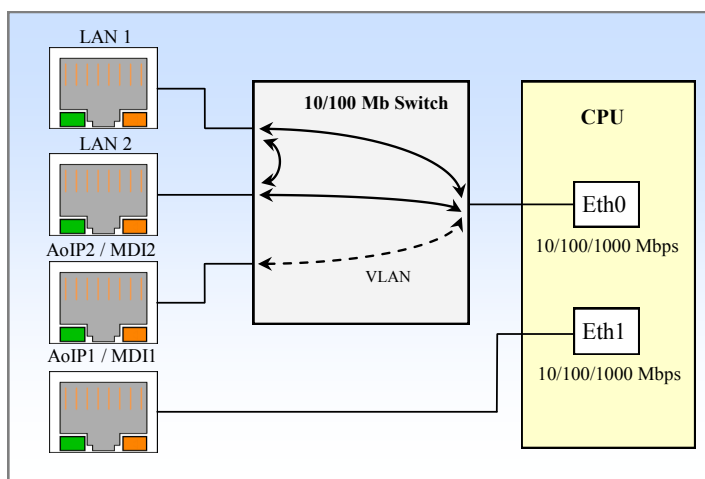 LAN 1
LAN 2
AoIP2 / MDI2
AoIP1 / MDI1
10/100 Mb Switch
VLAN
CPU
Eth0
10/100/1000 Mbps
Eth1
10/100/1000 Mbps